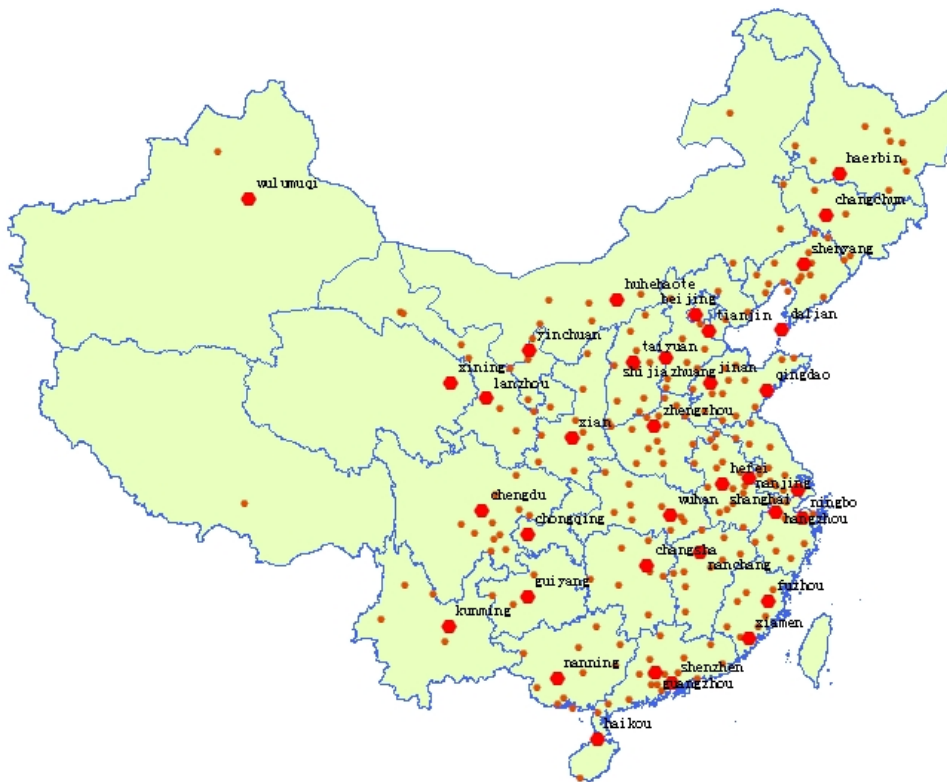 haerbin
wulumuqi
changchun
shenyang
huhehaote
beijing
tianjin
dalian
yinchuan
taiyuan
xining
shijiazhuang
jinan
qingdao
lanzhou
zhengzhou
xian
hefei
nanjing
chengdu
wuhan
shanghai
ningbo
chongqing
hangzhou
changsha
nanchang
guiyang
fuzhou
kunming
xiamen
nanning
shenzhen
guangzhou
haikou